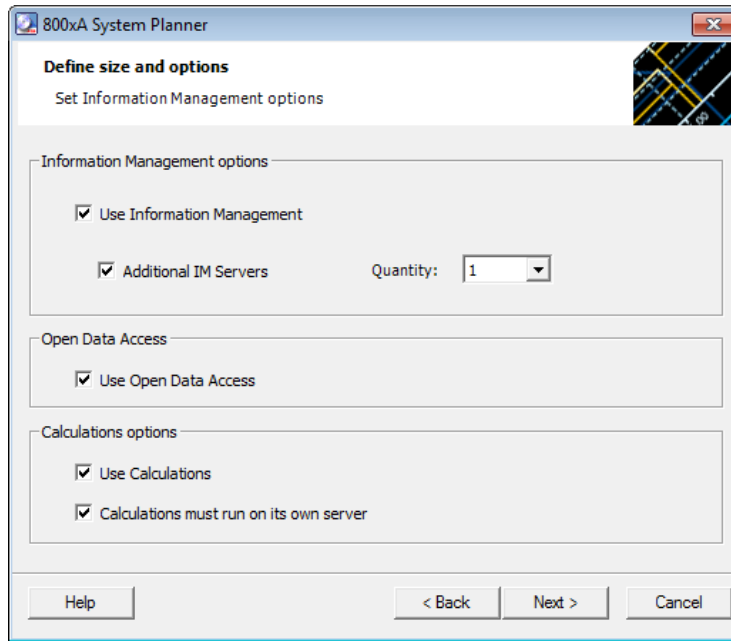 800xA System Planner
Define size and options
Set Information Management options
Information Management options
Use Information Management
Additional IM Servers Quantity: 1
Open Data Access
Use Open Data Access
Calculations options
Use Calculations
Calculations must run on its own server
Help < Back Next > Cancel